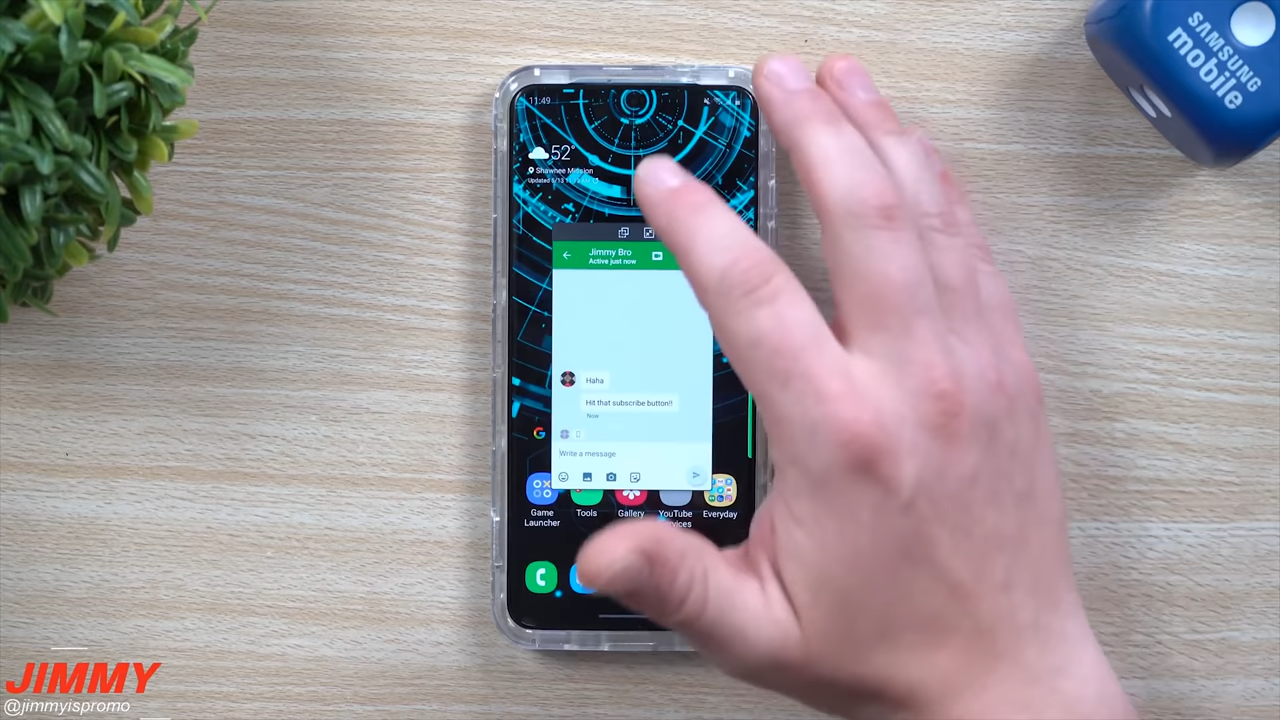 SAMSUNG
mobile
11:49
52°
Shawnee Mission
Jimmy Bro
Active just now
Haha
Hit that subscribe button!!
Now
Write a message
Game
Launcher
Tools
Gallery
YouTube
Everyday
JIMMY
@jimmyispromo